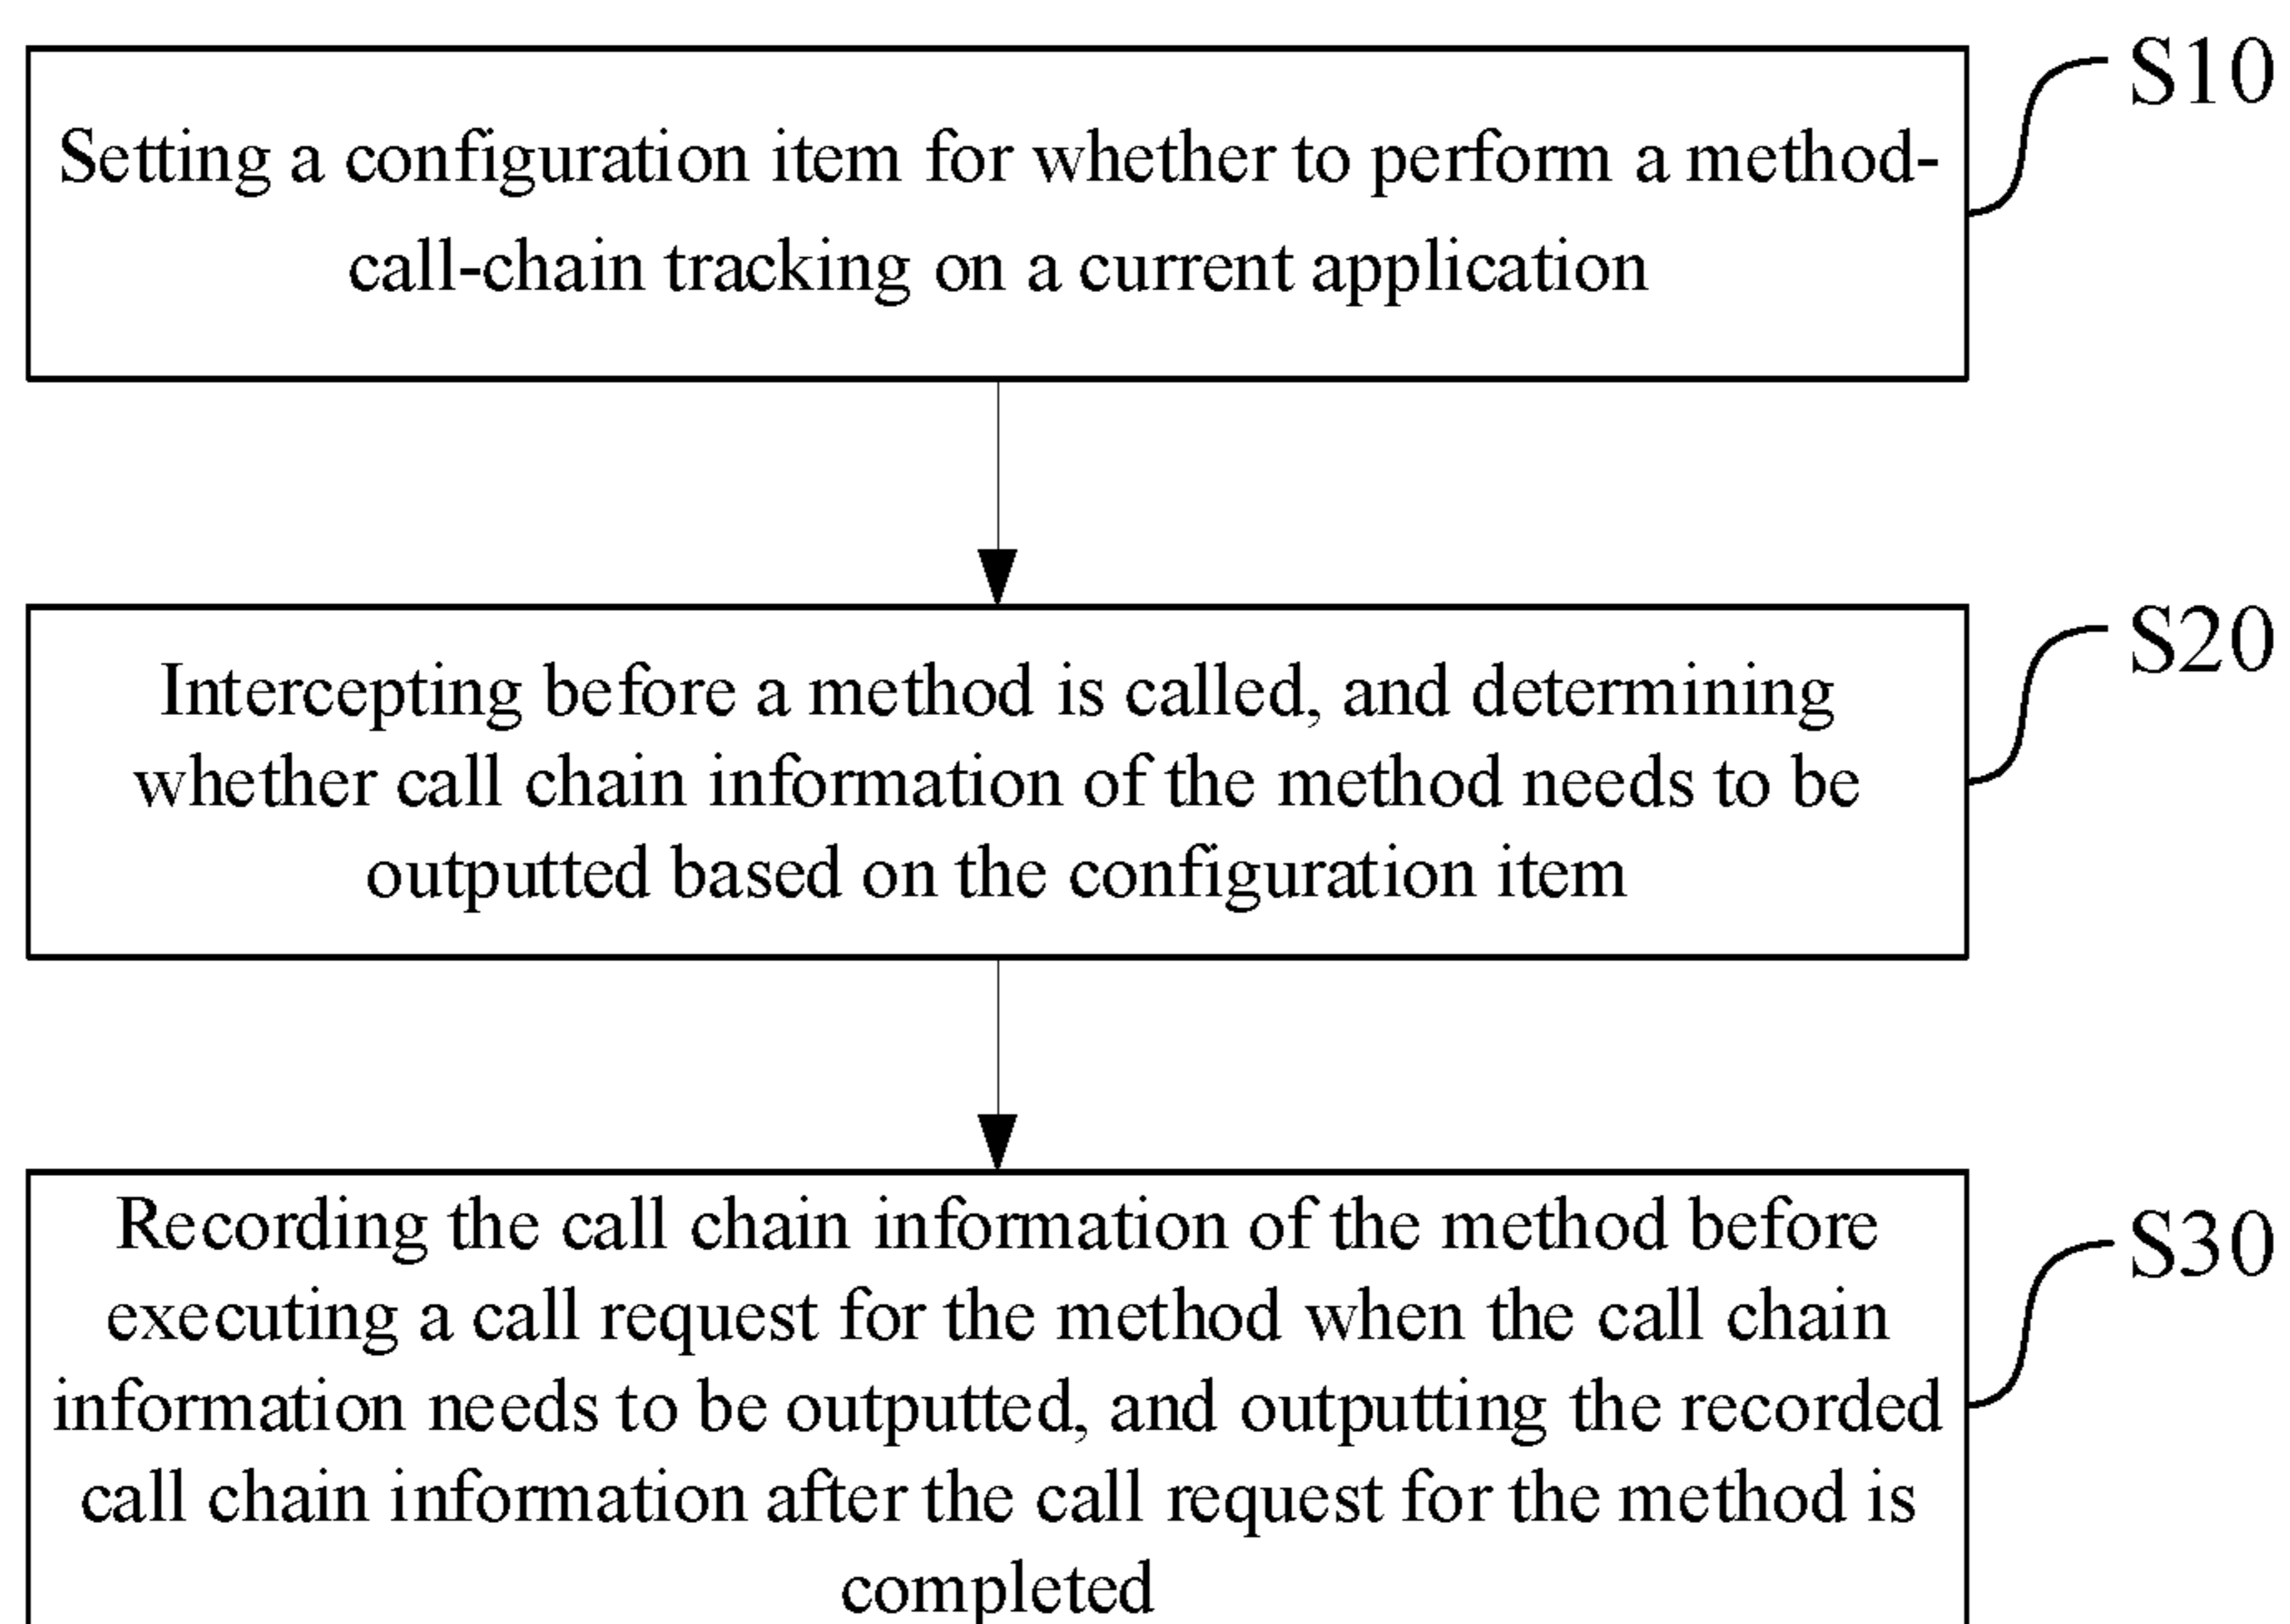 S10
Setting a configuration item for whether to perform a method-
call-chain tracking on a current application
S20
Intercepting before a method is called, and determining
whether call chain information of the method needs to be
outputted based on the configuration item
S30
Recording the call chain information of the method before
executing a call request for the method when the call chain
information needs to be outputted, and outputting the recorded
call chain information after the call request for the method is
completed